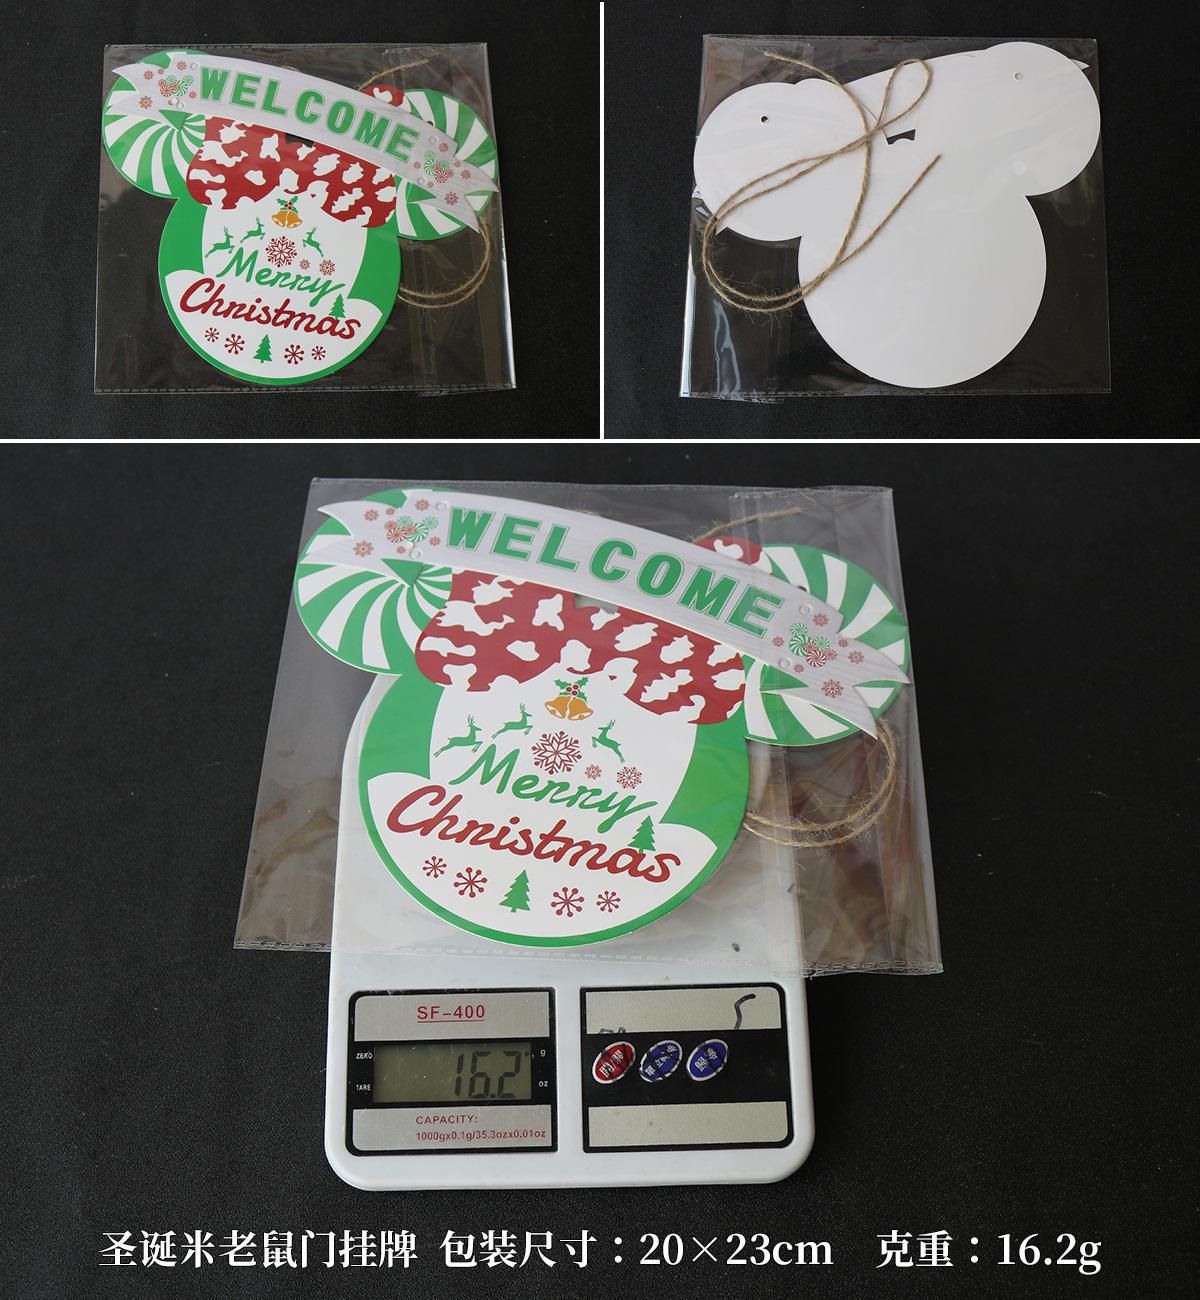 WELCOME
Merry
Christmas
WELCOME
Merry
Christmas
SF-400
ZERO
TARE
16.2
g
oz
CAPACITY:
1000gx0.1g/35.3ozx0.01oz
圣诞米老鼠门挂牌 包装尺寸：20×23cm 克重：16.2g